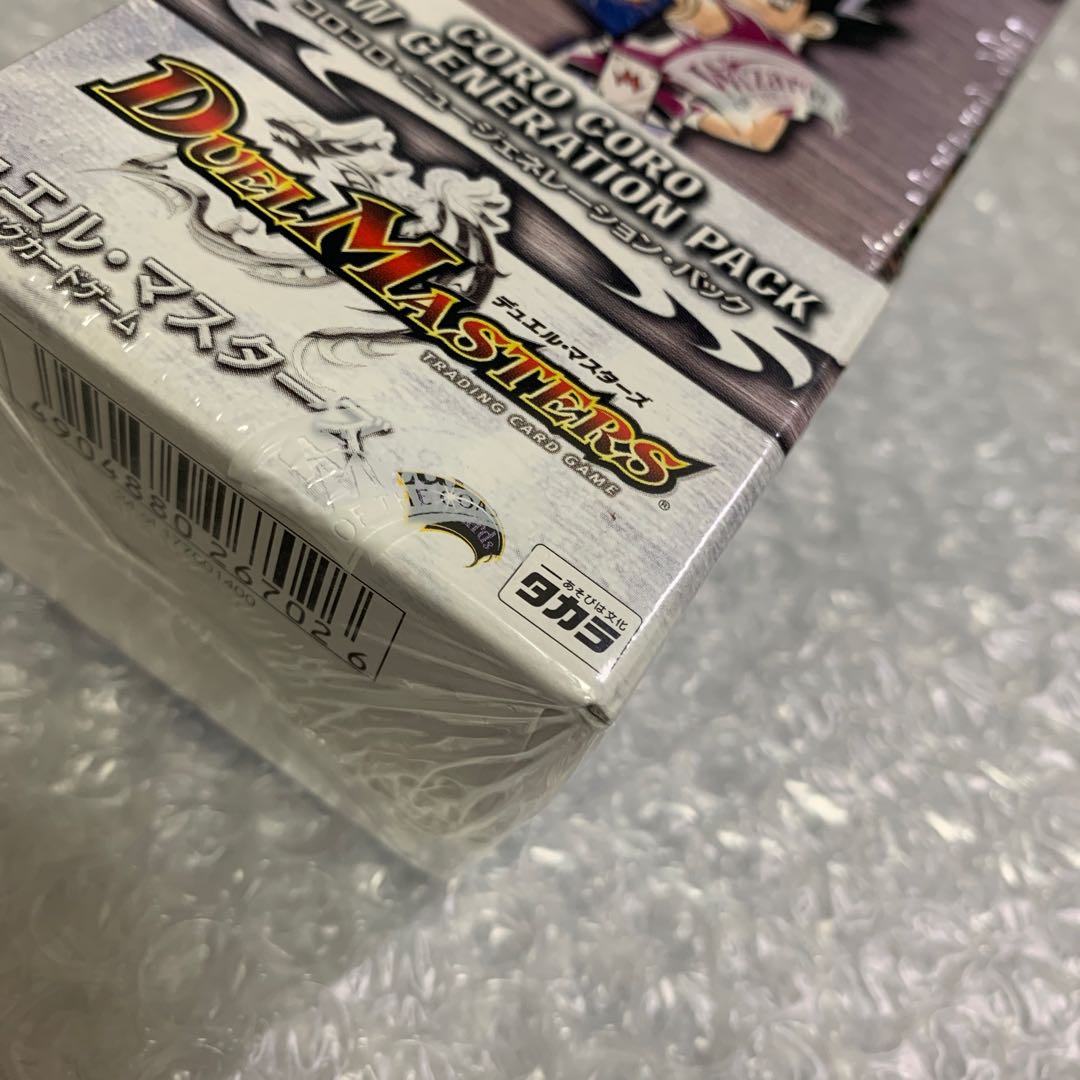 CORO CORO
W GENERATION PACK
コロコロ・ニュージェネレーション・パック
DUEL MASTERS
デュエル・マスターズ
TRADING CARD GAME
®
エル・マスターズ
カードゲーム
あそびは文化
タカラ
4904880267026
Wizard